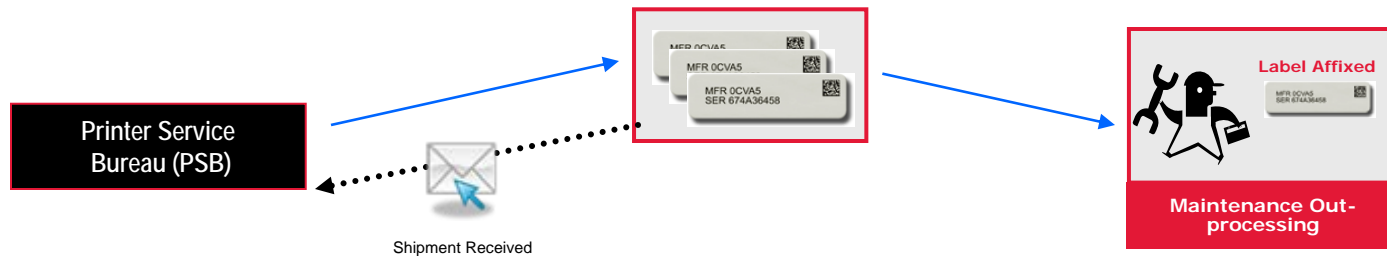 Printer Service
Bureau (PSB)
MFR 0CVA5
MFR 0CVA5
MFR 0CVA5
SER 674A36458
Shipment Received
Label Affixed
MFR 0CVA5
SER 674A36458
Maintenance Out-
processing